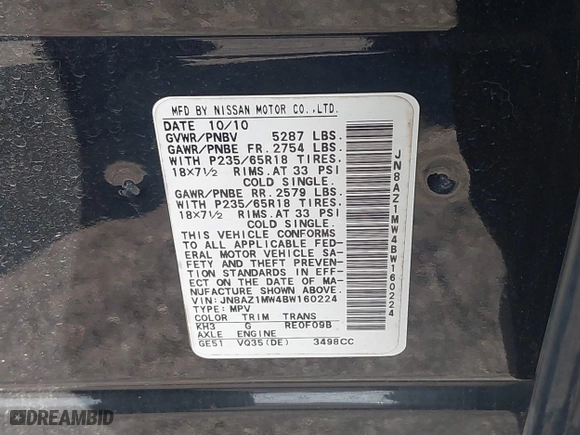 MFD BY NISSAN MOTOR CO.,LTD.
DATE 10/10
GVWR/PNBV 5287 LBS.
GAWR/PNBE FR. 2754 LBS.
WITH P235/65R18 TIRES.
18×7½ RIMS. AT 33 PSI
COLD SINGLE.
GAWR/PNBE RR. 2579 LBS.
WITH P235/65R18 TIRES.
18×7½ RIMS. AT 33 PSI
COLD SINGLE.
THIS VEHICLE CONFORMS
TO ALL APPLICABLE FED-
ERAL MOTOR VEHICLE SA-
FETY AND THEFT PREVEN-
TION STANDARDS IN EFF-
ECT ON THE DATE OF MA-
NUFACTURE SHOWN ABOVE.
VIN: JN8AZ1MW4BW160224
TYPE: MPV
COLOR TRIM TRANS
KH3 G RE0F09B
AXLE ENGINE
GE51 VQ35(DE) 3498CC
JN8AZ1MW4BW160224
DREAMBID